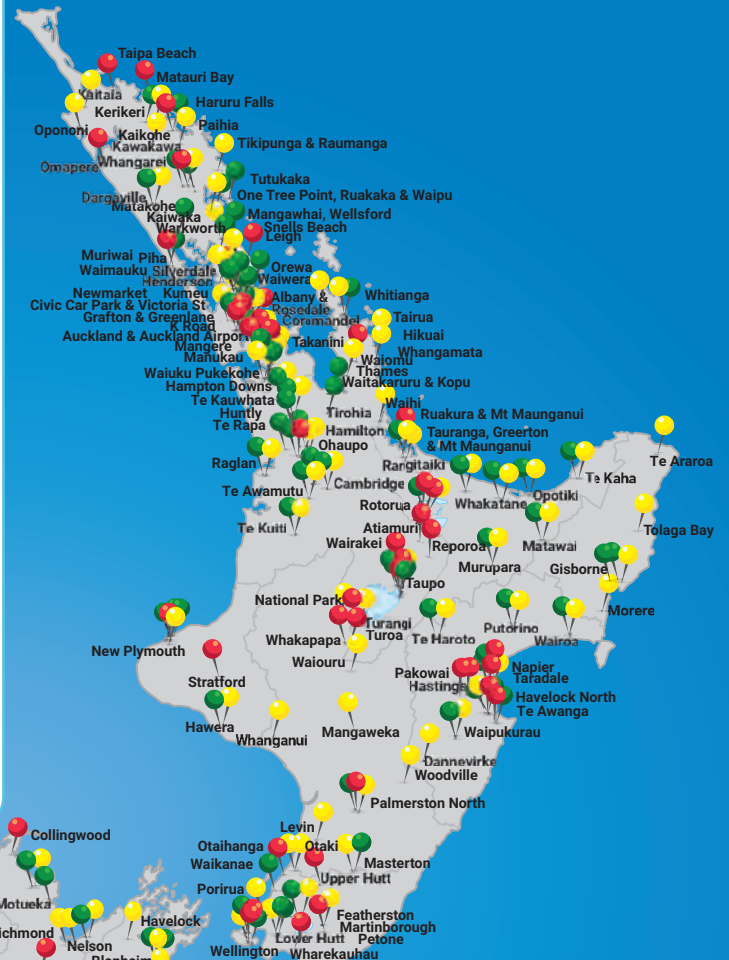 Taipa Beach
Matauri Bay
Kaitaia
Kerikeri
Haruru Falls
Opononi
Kaikohe
Paihia
Kawakawa
Tikipunga & Raumanga
Whangarei
Omapere
Tutukaka
One Tree Point, Ruakaka & Waipu
Dargaville
Matakohe
Kaiwaka
Mangawhai, Wellsford
Warkworth
Snells Beach
Leigh
Muriwai
Piha
Orewa
Waimauku
Silverdale
Waiwera
Henderson
Newmarket
Kumeu
Albany &
Rosedale
Whitianga
Civic Car Park & Victoria St
Grafton & Greenlane
Coromandel
Tairua
K Road
Auckland & Auckland Airport
Takanini
Hikuai
Mangere
Whangamata
Manukau
Waiomu
Thames
Waiuku
Pukekohe
Hampton Downs
Waitakaruru & Kopu
Te Kauwhata
Waihi
Huntly
Tirohia
Ruakura & Mt Maunganui
Te Rapa
Hamilton
Tauranga, Greerton
& Mt Maunganui
Ohaupo
Raglan
Rangitaiki
Te Araroa
Te Kaha
Cambridge
Te Awamutu
Opotiki
Rotorua
Whakatane
Te Kuiti
Atiamuri
Tolaga Bay
Wairakei
Reporoa
Matawai
Murupara
Gisborne
Taupo
National Park
Morere
Turangi
Putorino
Whakapapa
Turoa
Te Haroto
Wairoa
New Plymouth
Waiouru
Napier
Pakowai
Taradale
Stratford
Hastings
Havelock North
Te Awanga
Hawera
Mangaweka
Waipukurau
Whanganui
Dannevirke
Woodville
Palmerston North
Levin
Collingwood
Otaihanga
Otaki
Waikanae
Masterton
Upper Hutt
Porirua
Motueka
Featherston
Havelock
Martinborough
ichmond
Nelson
Lower Hutt
Petone
Wellington
Wharekauhau
Blenheim